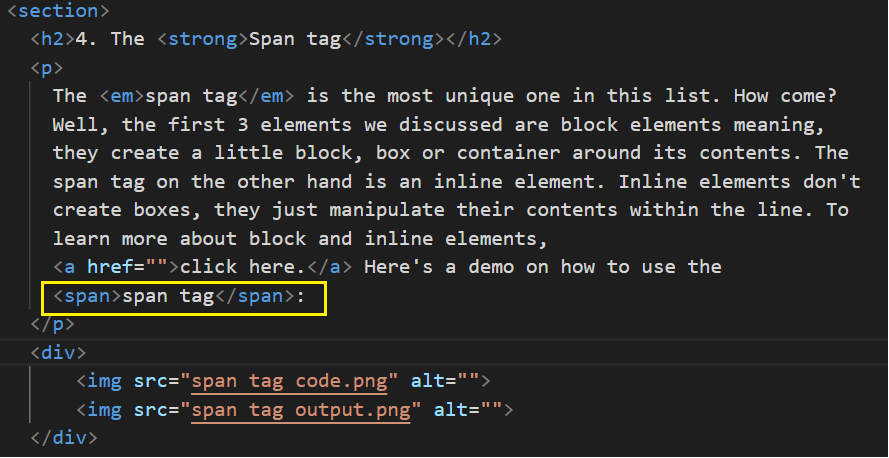 <section>
<h2>4. The <strong>Span tag</strong></h2>
<p>
The <em>span tag</em> is the most unique one in this list. How come?
Well, the first 3 elements we discussed are block elements meaning,
they create a little block, box or container around its contents. The
span tag on the other hand is an inline element. Inline elements don't
create boxes, they just manipulate their contents within the line. To
learn more about block and inline elements,
<a href="">click here.</a> Here's a demo on how to use the
<span>span tag</span>:
</p>
<div>
<img src="span tag code.png" alt="">
<img src="span tag output.png" alt="">
</div>